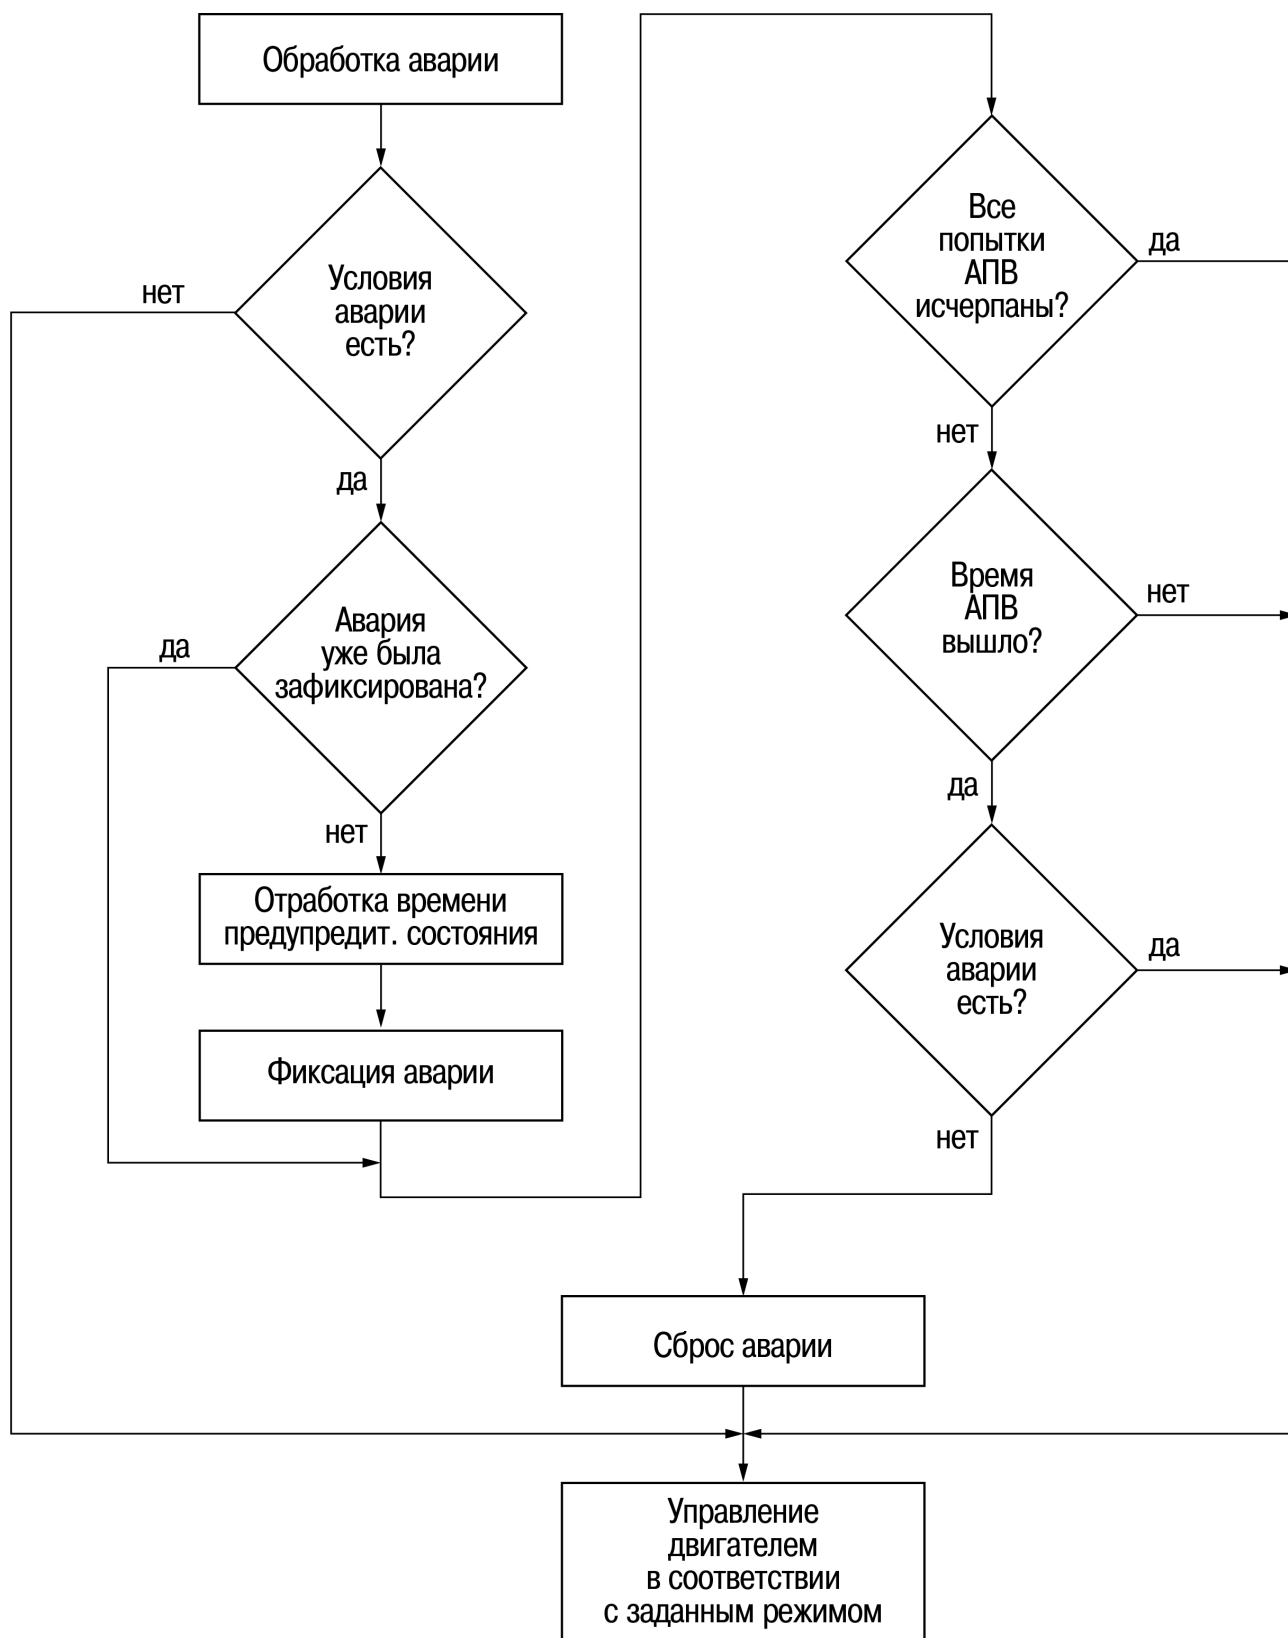 Обработка аварии
Условия
аварии
есть?
нет
да
Авария
уже была
зафиксирована?
да
нет
Отработка времени
предупредит. состояния
Фиксация аварии
Все
попытки
АПВ
исчерпаны?
да
нет
Время
АПВ
вышло?
нет
да
Условия
аварии
есть?
да
нет
Сброс аварии
Управление
двигателем
в соответствии
с заданным режимом